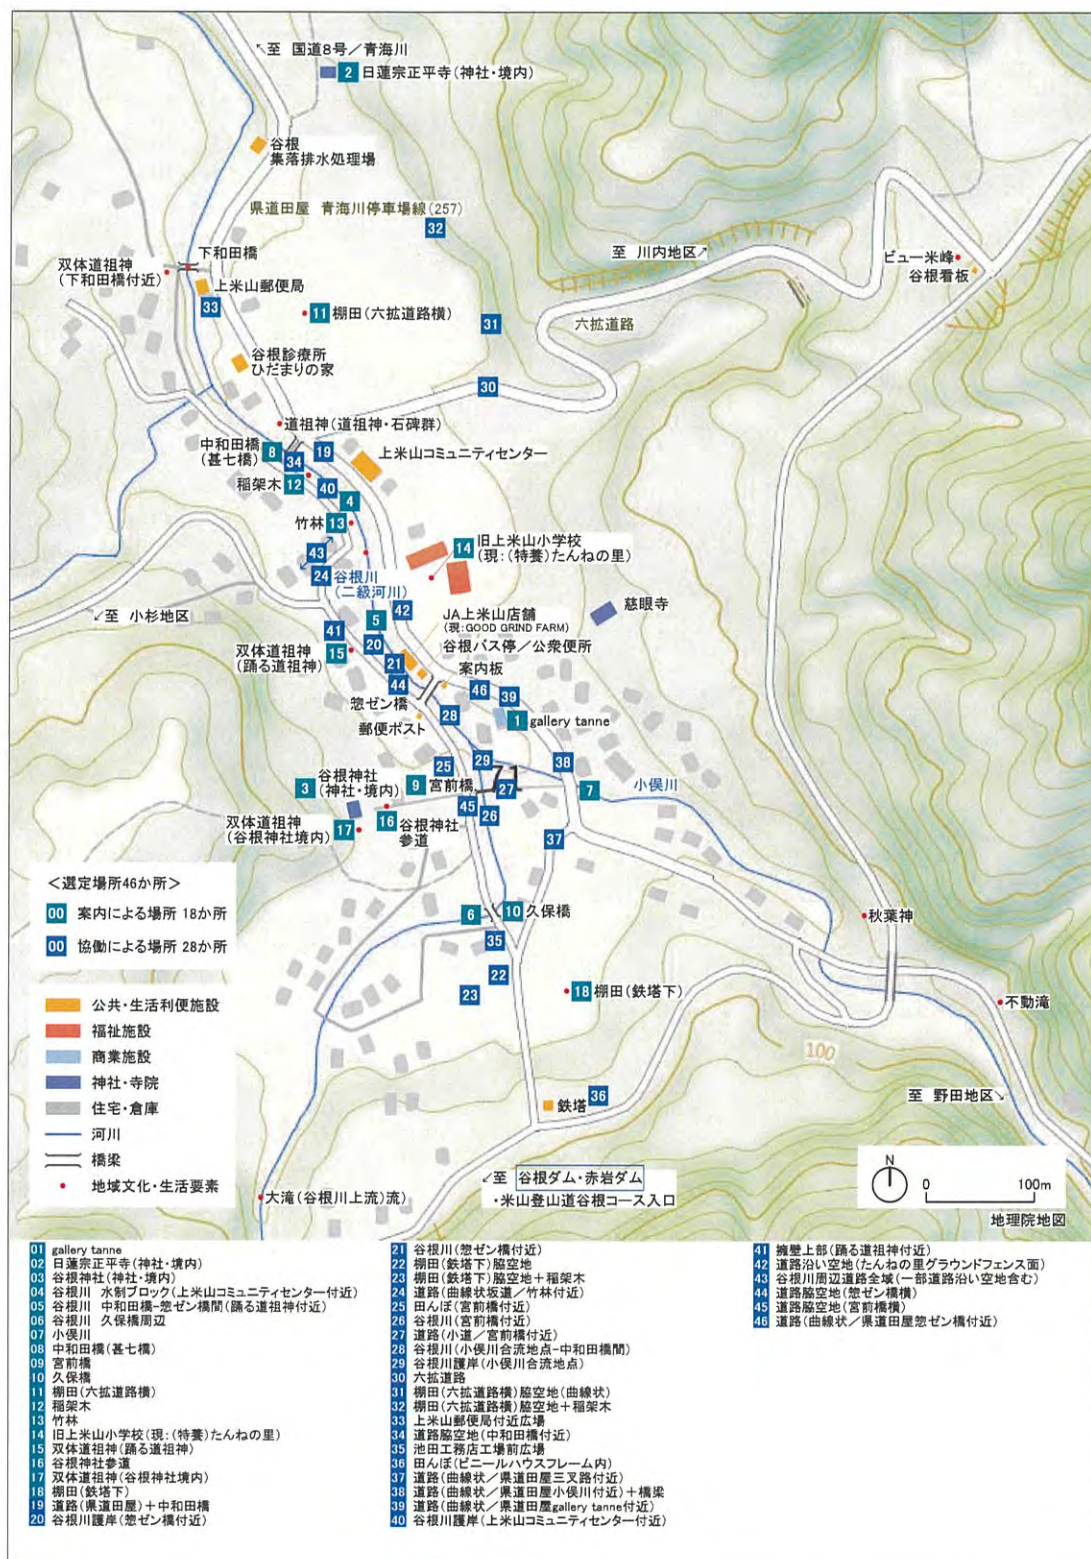 ↖至 国道8号／青海川
2 日蓮宗正平寺(神社・境内)
谷根
集落排水処理場
県道田屋 青海川停車場線(257)
32
下和田橋
双体道祖神
(下和田橋付近)
上米山郵便局
33
11 棚田(六拡道路横)
31
至 川内地区↗
ビュー米峰
谷根看板
六拡道路
谷根診療所
ひだまりの家
30
道祖神(道祖神・石碑群)
中和田橋
(甚七橋)
8
34
19
上米山コミュニティセンター
稲架木
12
40
4
竹林
13
43
24
谷根川
(二級河川)
14
旧上米山小学校
(現:(特養)たんねの里)
慈眼寺
↙至 小杉地区
5
42
JA上米山店舗
(現:GOOD GRIND FARM)
谷根バス停／公衆便所
41
20
双体道祖神
(踊る道祖神)
15
21
44
案内板
惣ゼン橋
46
39
郵便ポスト
28
1 gallery tanne
25
29
38
71
3
谷根神社
(神社・境内)
9 宮前橋
27
7
小俣川
45
26
双体道祖神
(谷根神社境内)
17
16
谷根神社
参道
37
6
10 久保橋
秋葉神
35
22
23
18 棚田(鉄塔下)
不動滝
100
鉄塔
36
至 野田地区↘
↙至 谷根ダム・赤岩ダム
・米山登山道谷根コース入口
大滝(谷根川上流)流)
N
0 100m
地理院地図
＜選定場所46か所＞
00 案内による場所 18か所
00 協働による場所 28か所
公共・生活利便施設
福祉施設
商業施設
神社・寺院
住宅・倉庫
河川
橋梁
地域文化・生活要素
01 gallery tanne
02 日蓮宗正平寺(神社・境内)
03 谷根神社(神社・境内)
04 谷根川 水制ブロック(上米山コミュニティセンター付近)
05 谷根川 中和田橋-惣ゼン橋間(踊る道祖神付近)
06 谷根川 久保橋周辺
07 小俣川
08 中和田橋(甚七橋)
09 宮前橋
10 久保橋
11 棚田(六拡道路横)
12 稲架木
13 竹林
14 旧上米山小学校(現:(特養)たんねの里)
15 双体道祖神(踊る道祖神)
16 谷根神社参道
17 双体道祖神(谷根神社境内)
18 棚田(鉄塔下)
19 道路(県道田屋)＋中和田橋
20 谷根川護岸(惣ゼン橋付近)
21 谷根川(惣ゼン橋付近)
22 棚田(鉄塔下)脇空地
23 棚田(鉄塔下)脇空地＋稲架木
24 道路(曲線状坂道／竹林付近)
25 田んぼ(宮前橋付近)
26 谷根川(宮前橋付近)
27 道路(小道／宮前橋付近)
28 谷根川(小俣川合流地点-中和田橋間)
29 谷根川護岸(小俣川合流地点)
30 六拡道路
31 棚田(六拡道路横)脇空地(曲線状)
32 棚田(六拡道路横)脇空地＋稲架木
33 上米山郵便局付近広場
34 道路脇空地(中和田橋付近)
35 池田工務店工場前広場
36 田んぼ(ビニールハウスフレーム内)
37 道路(曲線状／県道田屋三叉路付近)
38 道路(曲線状／県道田屋小俣川付近)＋橋梁
39 道路(曲線状／県道田屋gallery tanne付近)
40 谷根川護岸(上米山コミュニティセンター付近)
41 擁壁上部(踊る道祖神付近)
42 道路沿い空地(たんねの里グラウンドフェンス面)
43 谷根川周辺道路全域(一部道路沿い空地含む)
44 道路脇空地(惣ゼン橋横)
45 道路脇空地(宮前橋横)
46 道路(曲線状／県道田屋惣ゼン橋付近)